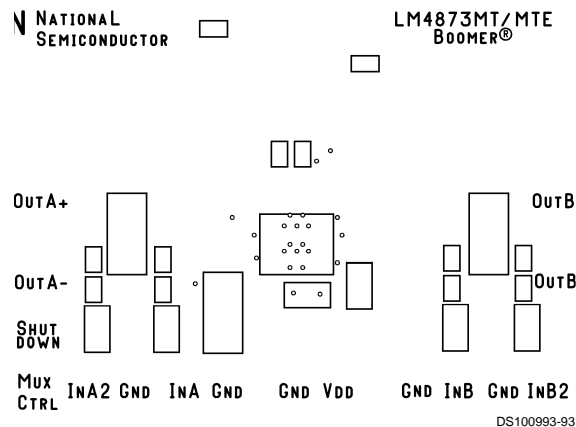 N NATIONAL
SEMICONDUCTOR
LM4873MT/MTE
BOOMER®
OUTA+
OUTB
OUTA-
OUTB
SHUT
DOWN
MUX
CTRL
INA2 GND INA GND GND VDD GND INB GND INB2
DS100993-93